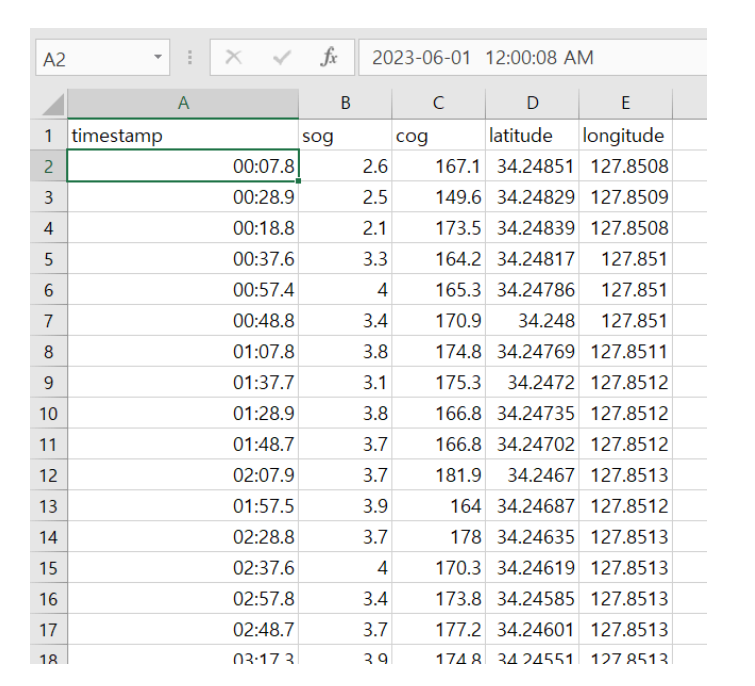 A2 fx 2023-06-01 12:00:08 AM
A B C D E
1 timestamp sog cog latitude longitude
2 00:07.8 2.6 167.1 34.24851 127.8508
3 00:28.9 2.5 149.6 34.24829 127.8509
4 00:18.8 2.1 173.5 34.24839 127.8508
5 00:37.6 3.3 164.2 34.24817 127.851
6 00:57.4 4 165.3 34.24786 127.851
7 00:48.8 3.4 170.9 34.248 127.851
8 01:07.8 3.8 174.8 34.24769 127.8511
9 01:37.7 3.1 175.3 34.2472 127.8512
10 01:28.9 3.8 166.8 34.24735 127.8512
11 01:48.7 3.7 166.8 34.24702 127.8512
12 02:07.9 3.7 181.9 34.2467 127.8513
13 01:57.5 3.9 164 34.24687 127.8512
14 02:28.8 3.7 178 34.24635 127.8513
15 02:37.6 4 170.3 34.24619 127.8513
16 02:57.8 3.4 173.8 34.24585 127.8513
17 02:48.7 3.7 177.2 34.24601 127.8513
18 03:17.3 3.9 174.8 34.24551 127.8513